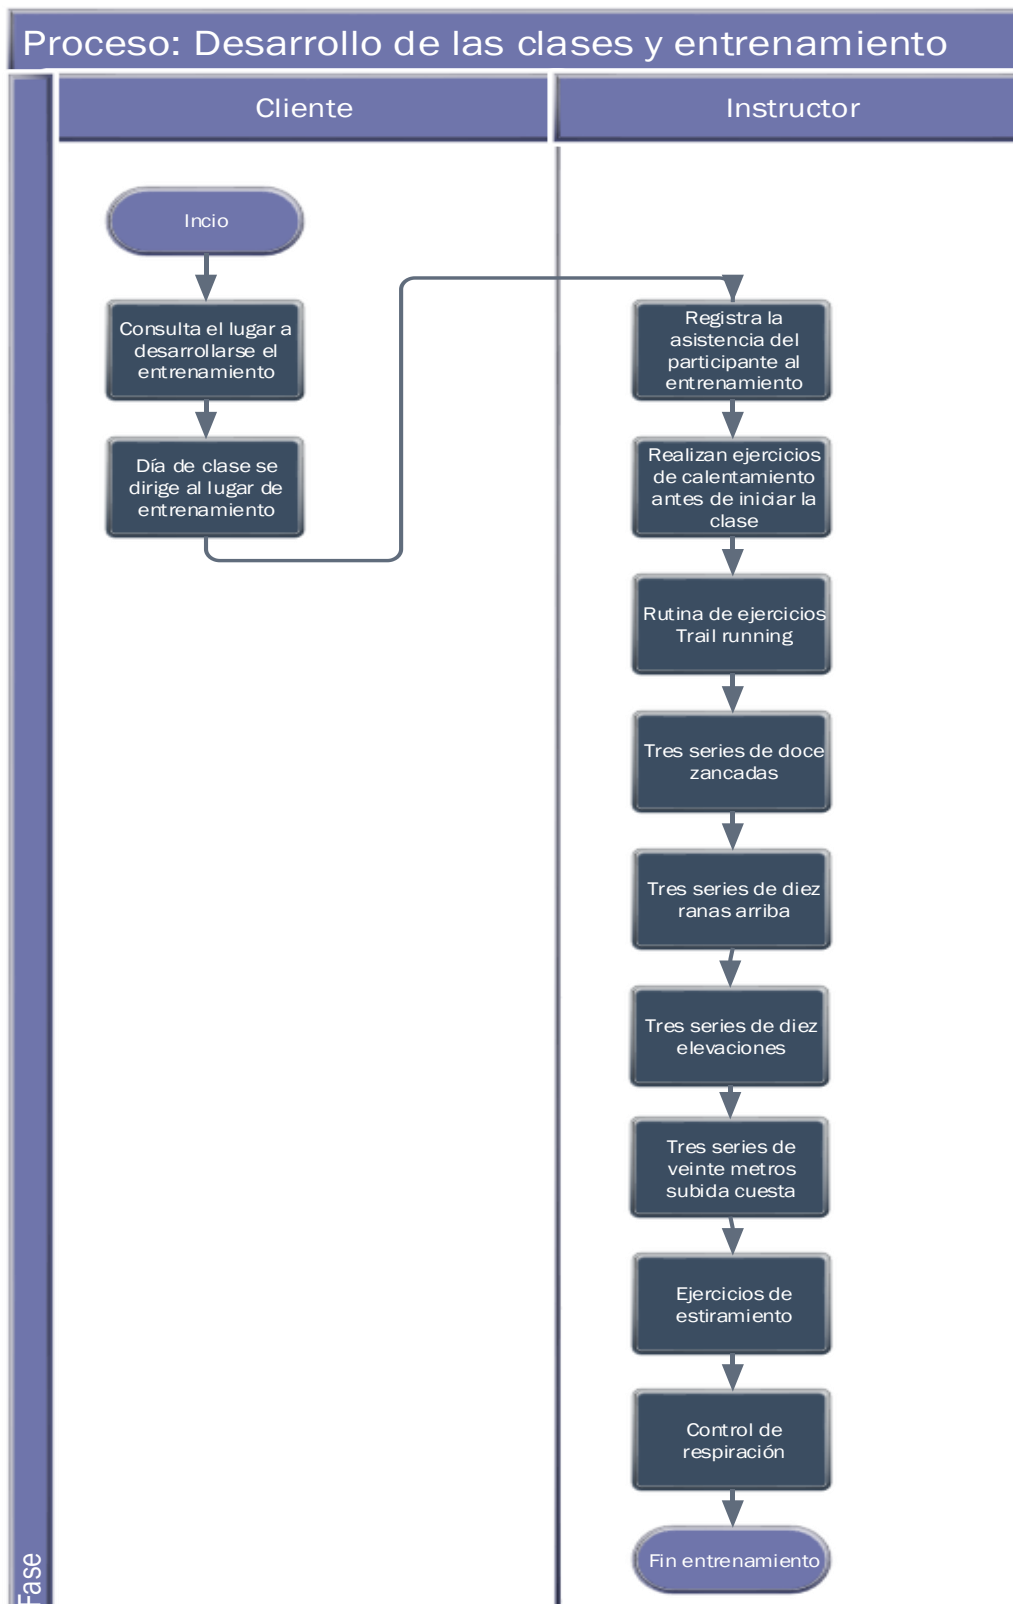 Proceso: Desarrollo de las clases y entrenamiento
Cliente
Instructor
Incio
Consulta el lugar a
desarrollarse el
entrenamiento
Día de clase se
dirige al lugar de
entrenamiento
Registra la
asistencia del
participante al
entrenamiento
Realizan ejercicios
de calentamiento
antes de iniciar la
clase
Rutina de ejercicios
Trail running
Tres series de doce
zancadas
Tres series de diez
ranas arriba
Tres series de diez
elevaciones
Tres series de
veinte metros
subida cuesta
Ejercicios de
estiramiento
Control de
respiración
Fin entrenamiento
Fase